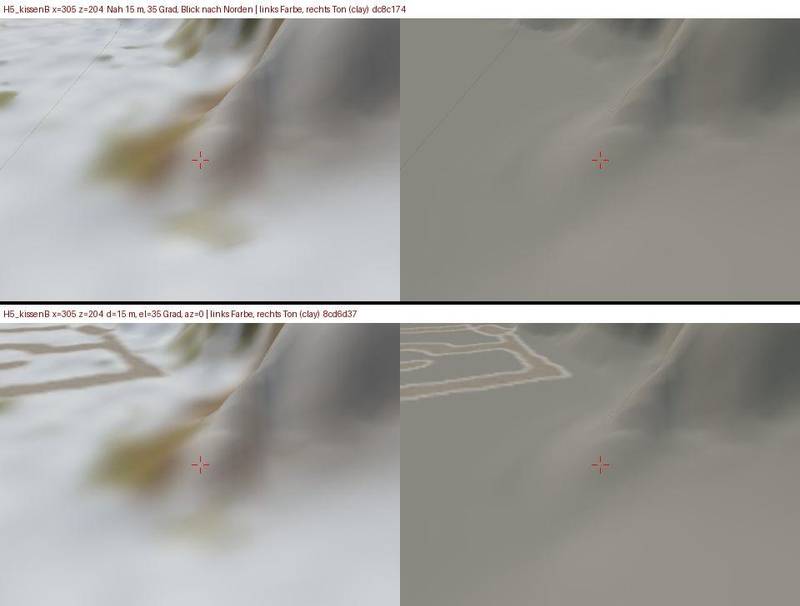 H5_kissenB x=305 z=204 Nah 15 m, 35 Grad, Blick nach Norden | links Farbe, rechts Ton (clay) dc8c174
H5_kissenB x=305 z=204 d=15 m, el=35 Grad, az=0 | links Farbe, rechts Ton (clay) 8cd6d37